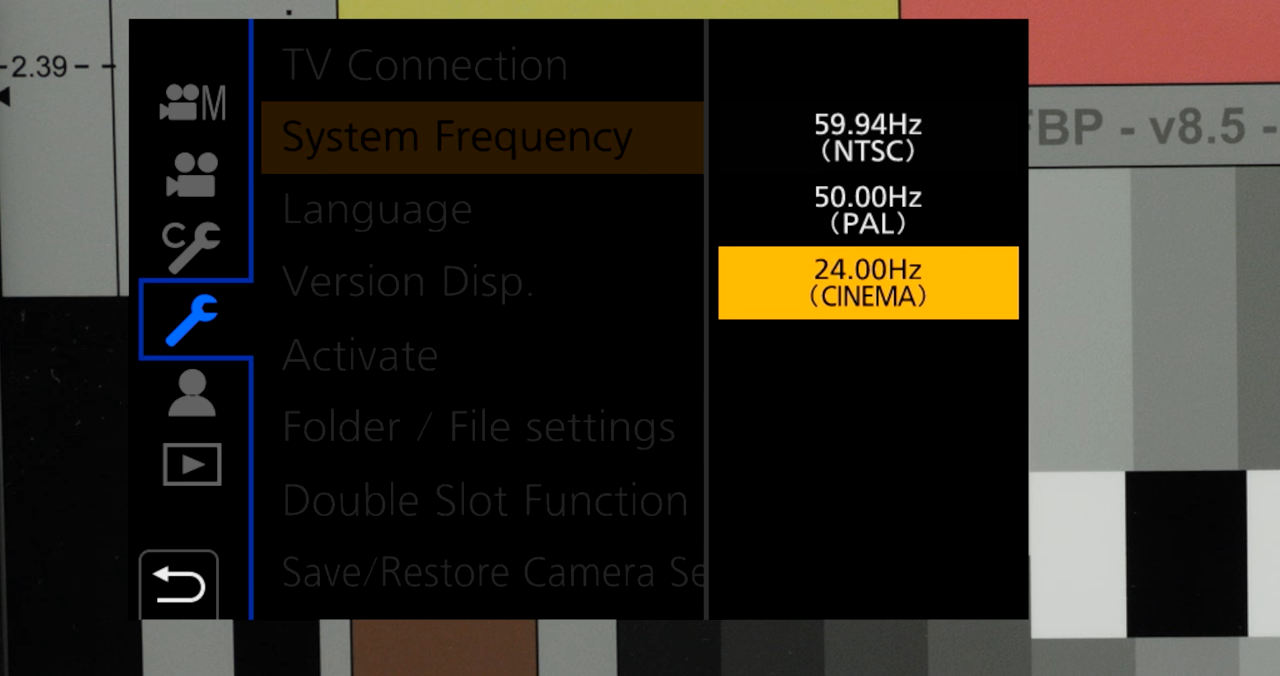 2.39
M
TV Connection
System Frequency
59.94Hz
(NTSC)
BP - v8.5 -
C
Language
50.00Hz
(PAL)
Version Disp.
24.00Hz
(CINEMA)
Activate
Folder / File settings
Double Slot Function
Save/Restore Camera Se